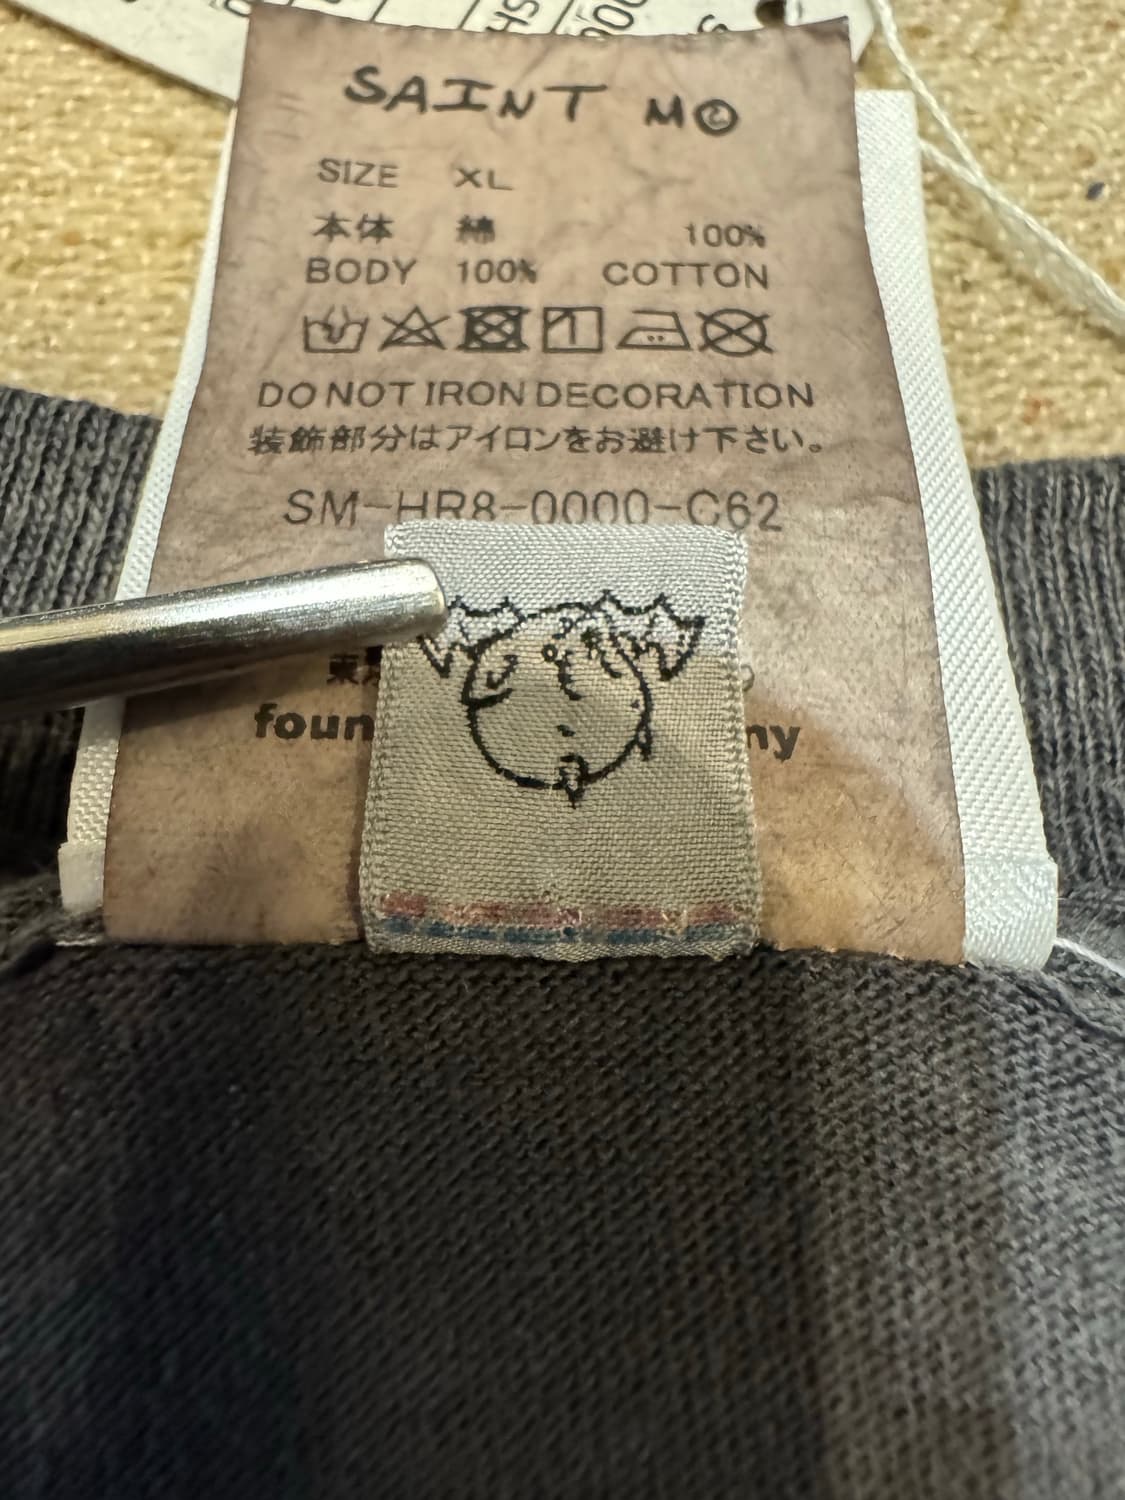 SAINT M
SIZE XL
本体 綿 100%
BODY 100% COTTON
DO NOT IRON DECORATION
装飾部分はアイロンをお避け下さい。
SM-HR8-0000-C62